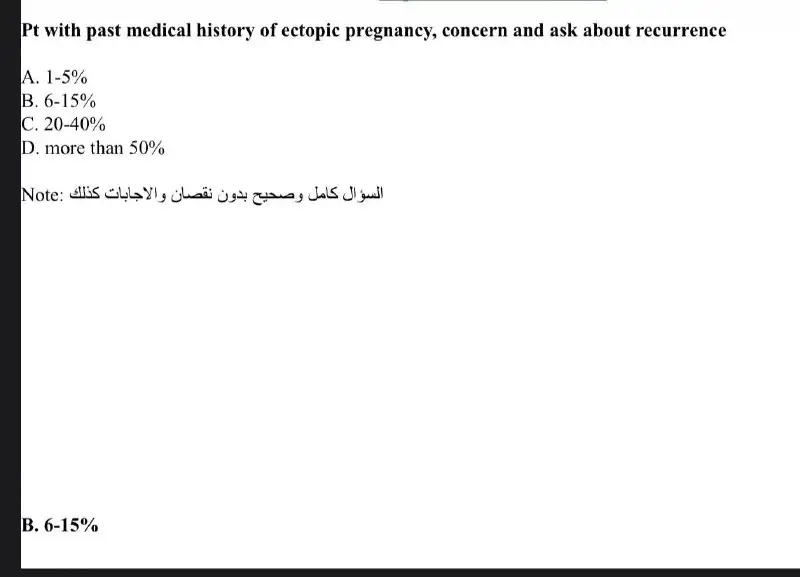 Pt with past medical history of ectopic pregnancy, concern and ask about recurrence
A. 1-5%
B. 6-15%
C. 20-40%
D. more than 50%
Note: السؤال كامل وصحيح بدون نقصان والاجابات كذلك
B. 6-15%